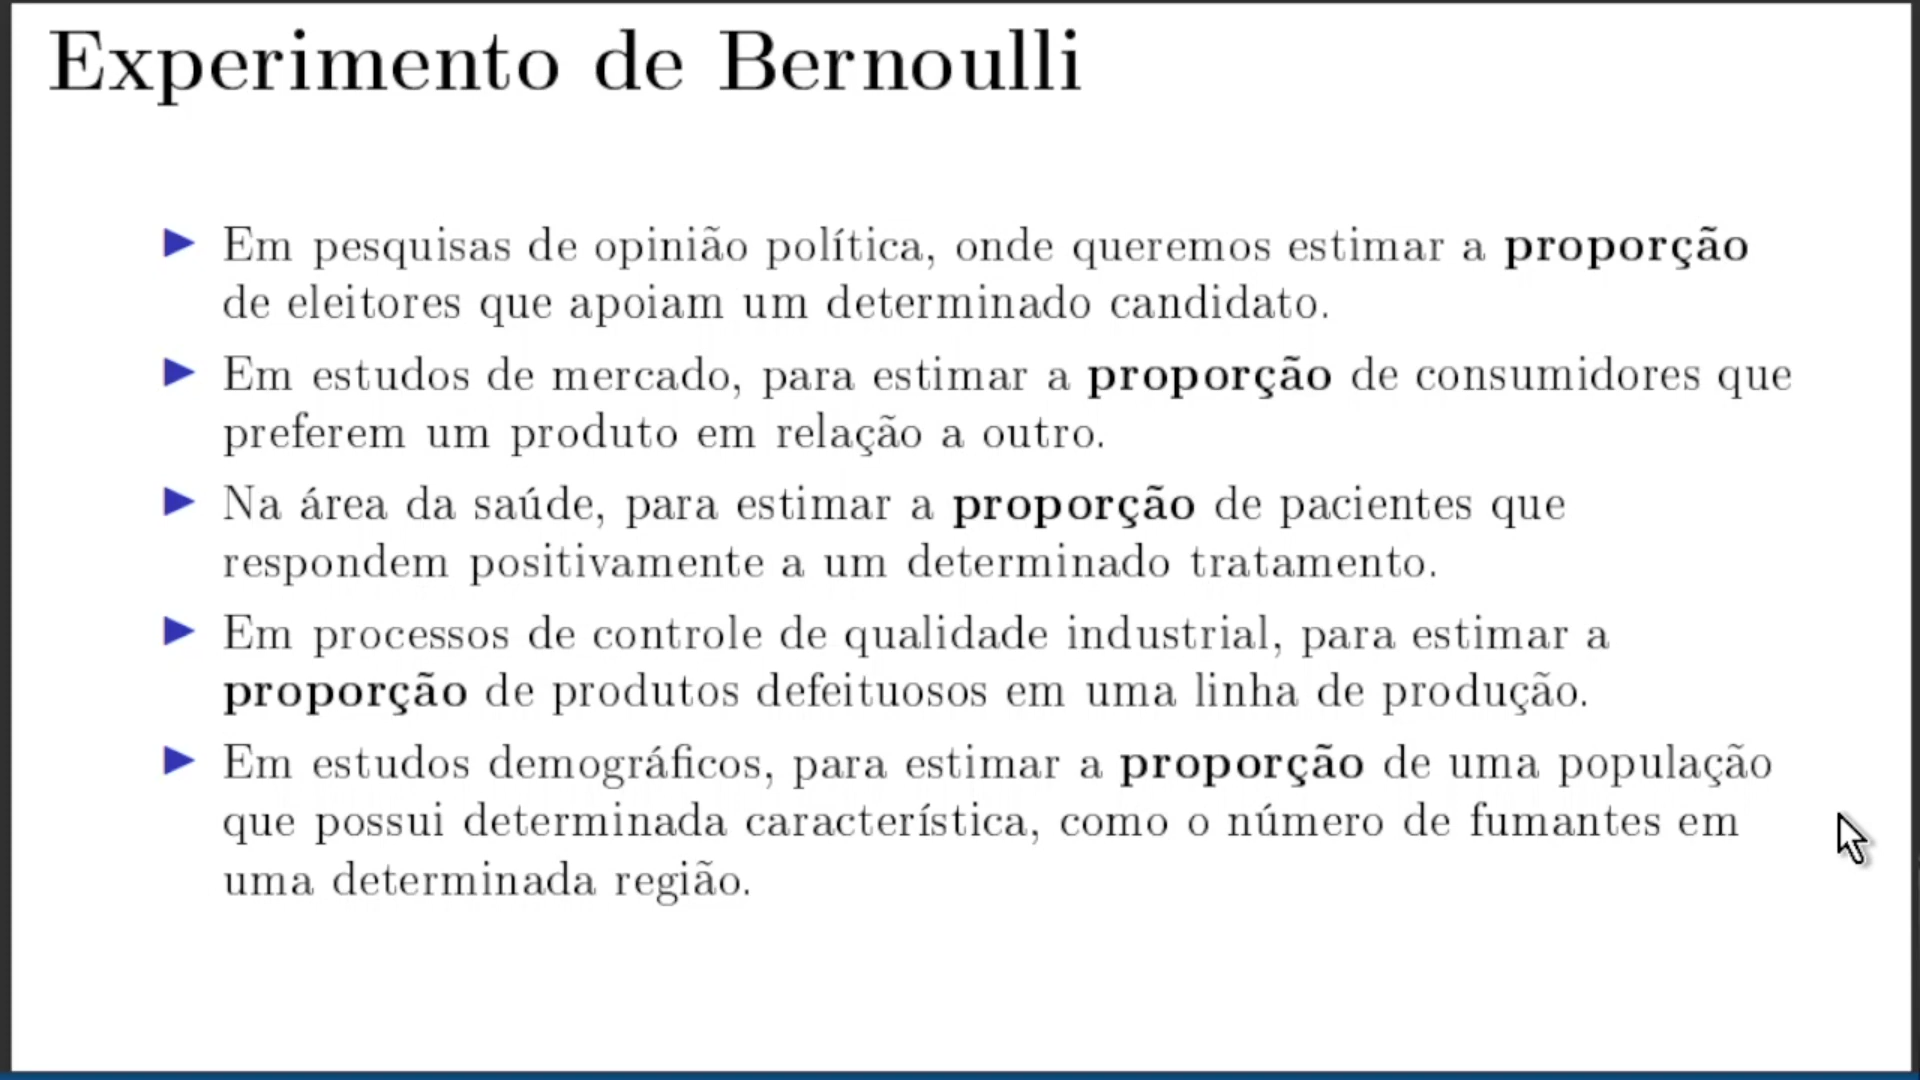 Experimento de Bernoulli
▶ Em pesquisas de opinião política, onde queremos estimar a proporção
de eleitores que apoiam um determinado candidato.
▶ Em estudos de mercado, para estimar a proporção de consumidores que
preferem um produto em relação a outro.
▶ Na área da saúde, para estimar a proporção de pacientes que
respondem positivamente a um determinado tratamento.
▶ Em processos de controle de qualidade industrial, para estimar a
proporção de produtos defeituosos em uma linha de produção.
▶ Em estudos demográficos, para estimar a proporção de uma população
que possui determinada característica, como o número de fumantes em
uma determinada região.